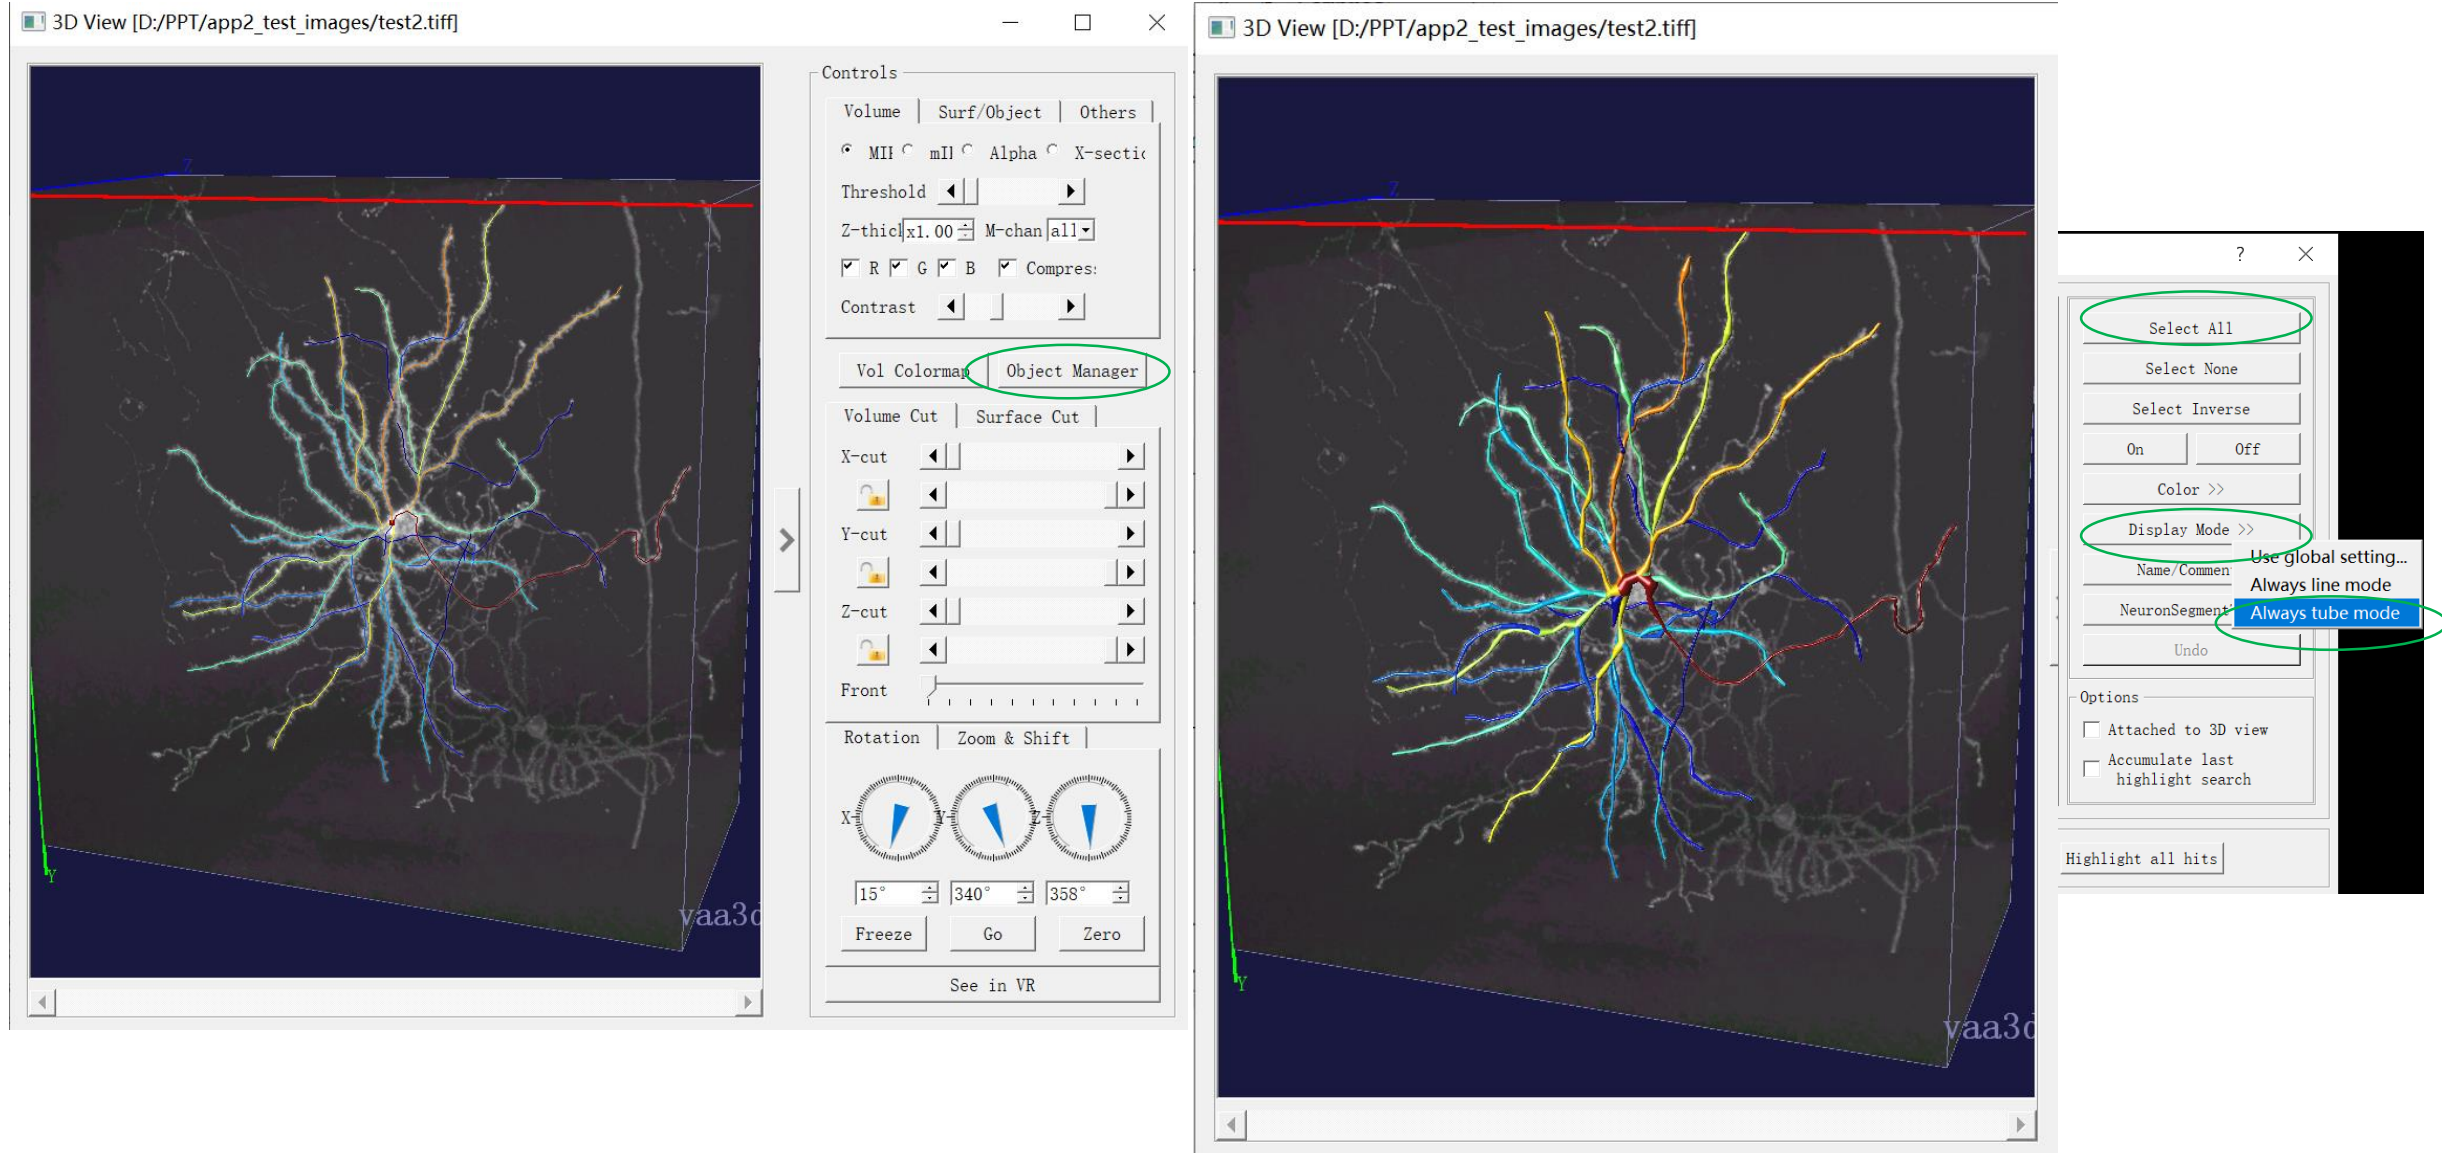 3D View [D:/PPT/app2_test_images/test2.tiff]
Z
Y
vaa3d
Controls
Volume
Surf/Object
Others
MII
mII
Alpha
X-sectic
Threshold
Z-thicl
x1.00
M-chan
all
R
G
B
Compres:
Contrast
Vol Colormap
Object Manager
Volume Cut
Surface Cut
X-cut
Y-cut
Z-cut
Front
Rotation
Zoom & Shift
X-
Y-
Z-
15°
340°
358°
Freeze
Go
Zero
See in VR
3D View [D:/PPT/app2_test_images/test2.tiff]
Z
Y
vaa3d
?
Select All
Select None
Select Inverse
On
Off
Color >>
Display Mode >>
Use global setting...
Name/Commen
Always line mode
NeuronSegment
Always tube mode
Undo
Options
Attached to 3D view
Accumulate last
highlight search
Highlight all hits